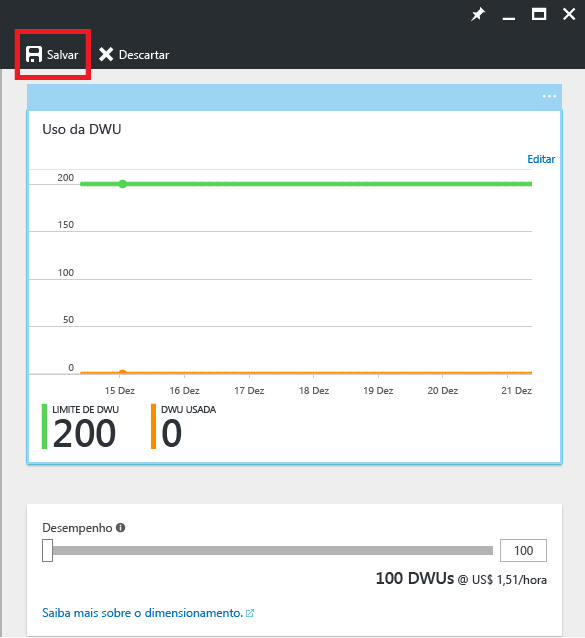 Salvar Descartar
...
Uso da DWU
Editar
200
150
100
50
0
15 Dez 16 Dez 17 Dez 18 Dez 19 Dez 20 Dez 21 Dez
LIMITE DE DWU DWU USADA
200 0
Desempenho
100
100 DWUs @ US$ 1,51/hora
Saiba mais sobre o dimensionamento.